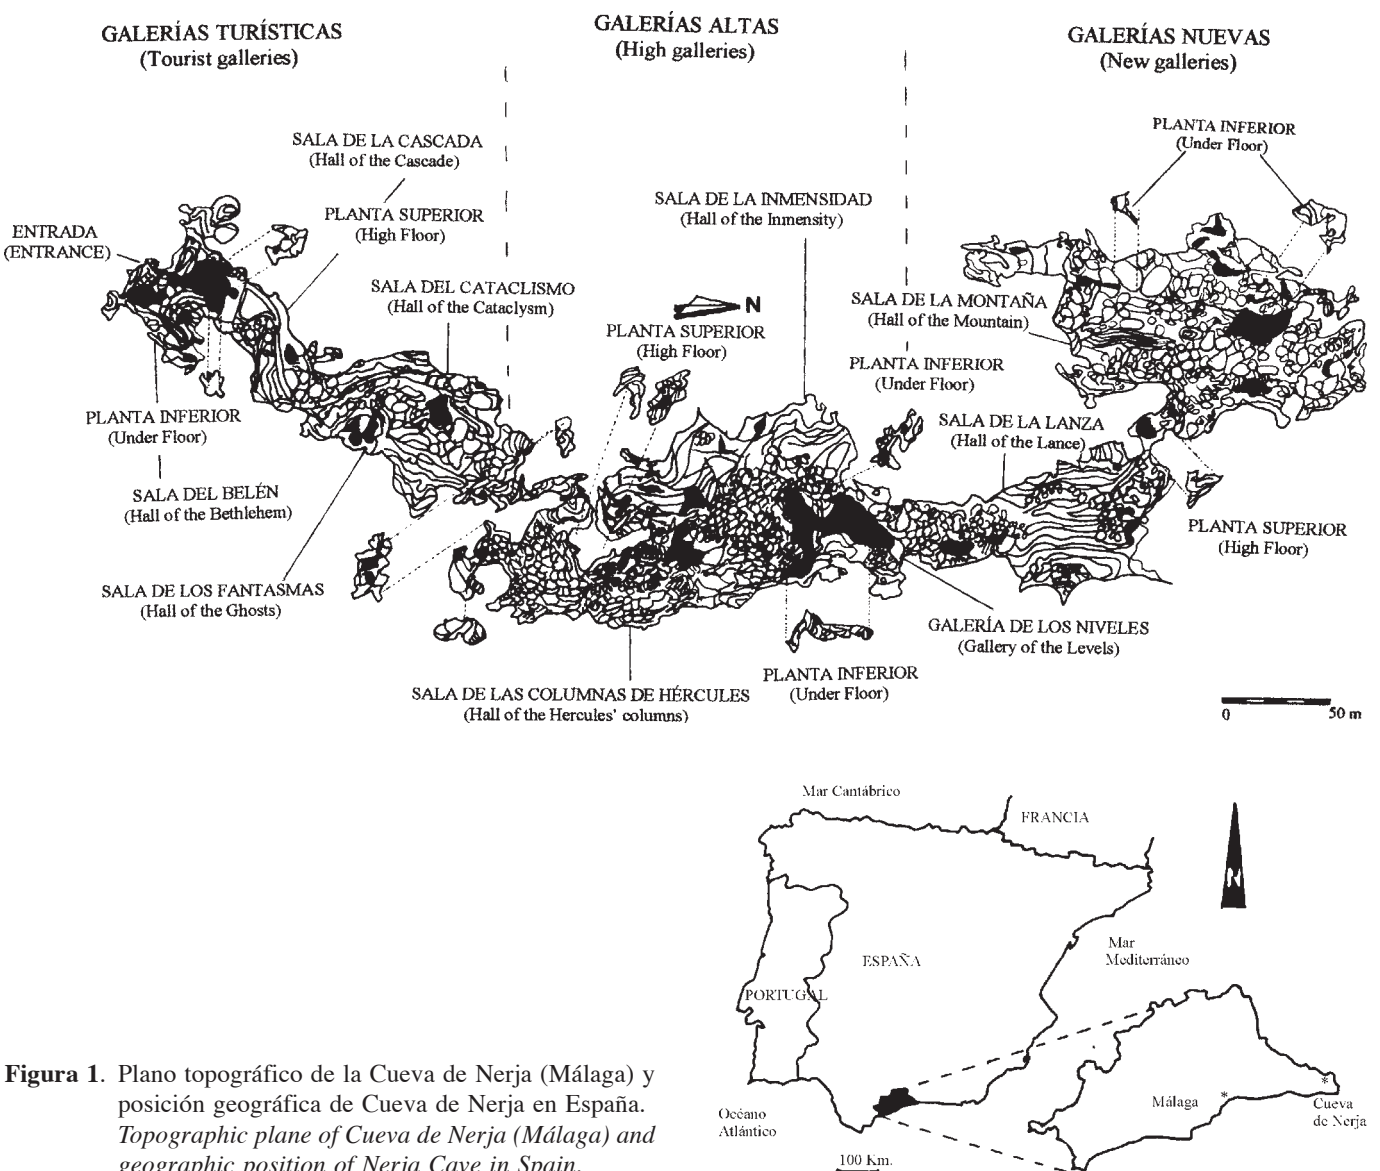 GALERÍAS TURÍSTICAS
(Tourist galleries)
GALERÍAS ALTAS
(High galleries)
GALERÍAS NUEVAS
(New galleries)
SALA DE LA CASCADA
(Hall of the Cascade)
PLANTA SUPERIOR
(High Floor)
ENTRADA
(ENTRANCE)
SALA DEL CATACLISMO
(Hall of the Cataclysm)
PLANTA INFERIOR
(Under Floor)
SALA DEL BELÉN
(Hall of the Bethlehem)
SALA DE LOS FANTASMAS
(Hall of the Ghosts)
SALA DE LA INMENSIDAD
(Hall of the Inmensity)
N
PLANTA SUPERIOR
(High Floor)
SALA DE LAS COLUMNAS DE HÉRCULES
(Hall of the Hercules' columns)
PLANTA INFERIOR
(Under Floor)
PLANTA INFERIOR
(Under Floor)
SALA DE LA MONTAÑA
(Hall of the Mountain)
PLANTA INFERIOR
(Under Floor)
SALA DE LA LANZA
(Hall of the Lance)
PLANTA SUPERIOR
(High Floor)
GALERÍA DE LOS NIVELES
(Gallery of the Levels)
0 50 m
Mar Cantábrico
FRANCIA
N
ESPAÑA
Mar
Mediterráneo
PORTUGAL
Málaga *
*
Cueva
de Nerja
Océano
Atlántico
100 Km.
Figura 1. Plano topográfico de la Cueva de Nerja (Málaga) y
posición geográfica de Cueva de Nerja en España.
Topographic plane of Cueva de Nerja (Málaga) and
geographic position of Nerja Cave in Spain.